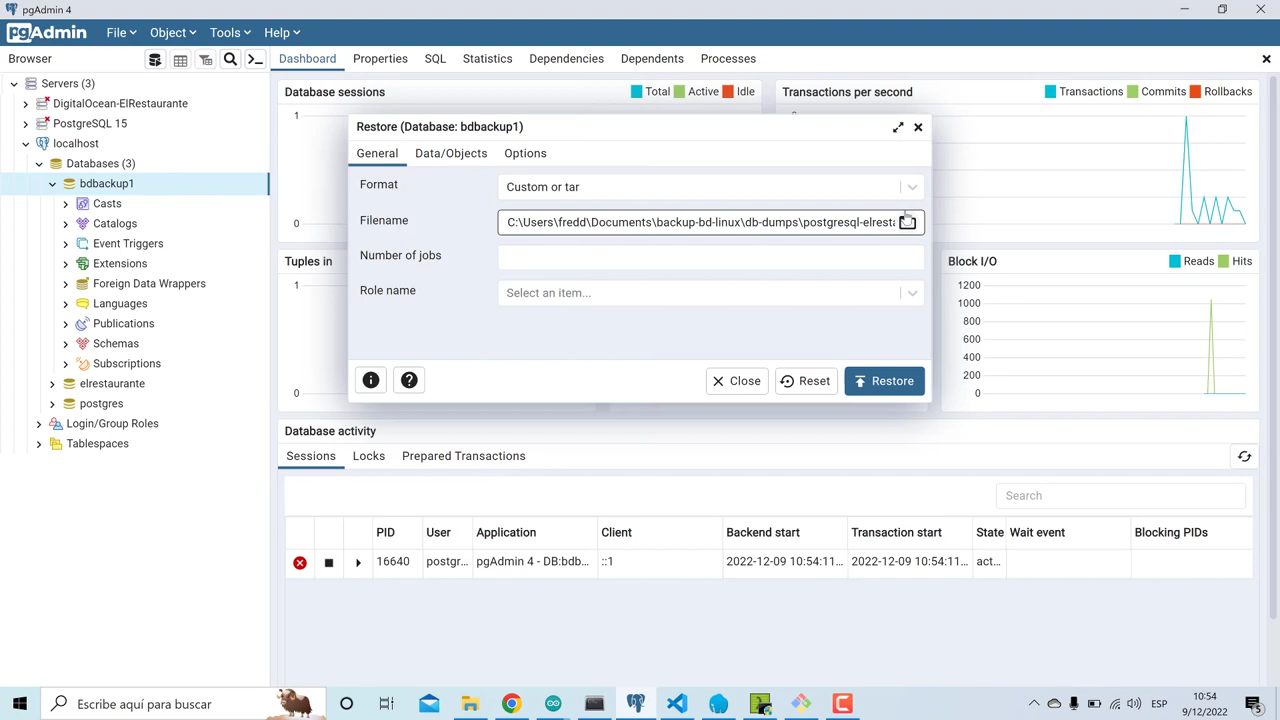 pgAdmin 4
pgAdmin File Object Tools Help
Browser
Dashboard Properties SQL Statistics Dependencies Dependents Processes
Servers (3)
DigitalOcean-ElRestaurante
PostgreSQL 15
localhost
Databases (3)
bdbackup1
Casts
Catalogs
Event Triggers
Extensions
Foreign Data Wrappers
Languages
Publications
Schemas
Subscriptions
elrestaurante
postgres
Login/Group Roles
Tablespaces
Database sessions
Total Active Idle
1
0
Transactions per second
Transactions Commits Rollbacks
Tuples in
1
0
Block I/O
Reads Hits
1200
1000
800
600
400
200
0
Restore (Database: bdbackup1)
General Data/Objects Options
Format
Custom or tar
Filename
C:\Users\fredd\Documents\backup-bd-linux\db-dumps\postgresql-elresta
Number of jobs
Role name
Select an item...
Close Reset Restore
Database activity
Sessions Locks Prepared Transactions
Search
PID User Application Client Backend start Transaction start State Wait event Blocking PIDs
16640 postgr... pgAdmin 4 - DB:bdb... ::1 2022-12-09 10:54:11... 2022-12-09 10:54:11... act...
Escribe aquí para buscar
ESP
10:54
9/12/2022
5